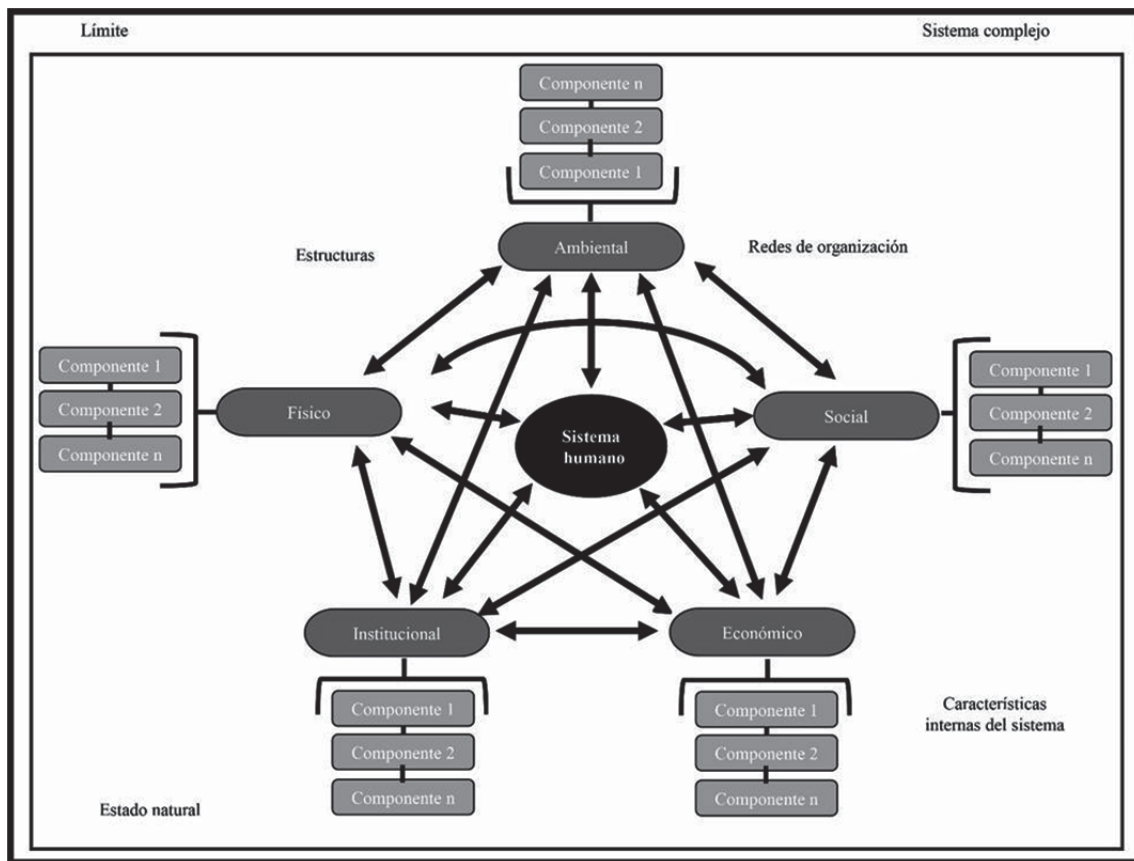 Límite
Sistema complejo
Componente n
Componente 2
Componente 1
Ambiental
Estructuras
Redes de organización
Componente 1
Componente 2
Componente n
Físico
Sistema
humano
Social
Componente 1
Componente 2
Componente n
Institucional
Económico
Componente 1
Componente 2
Componente n
Componente 1
Componente 2
Componente n
Características
internas del sistema
Estado natural